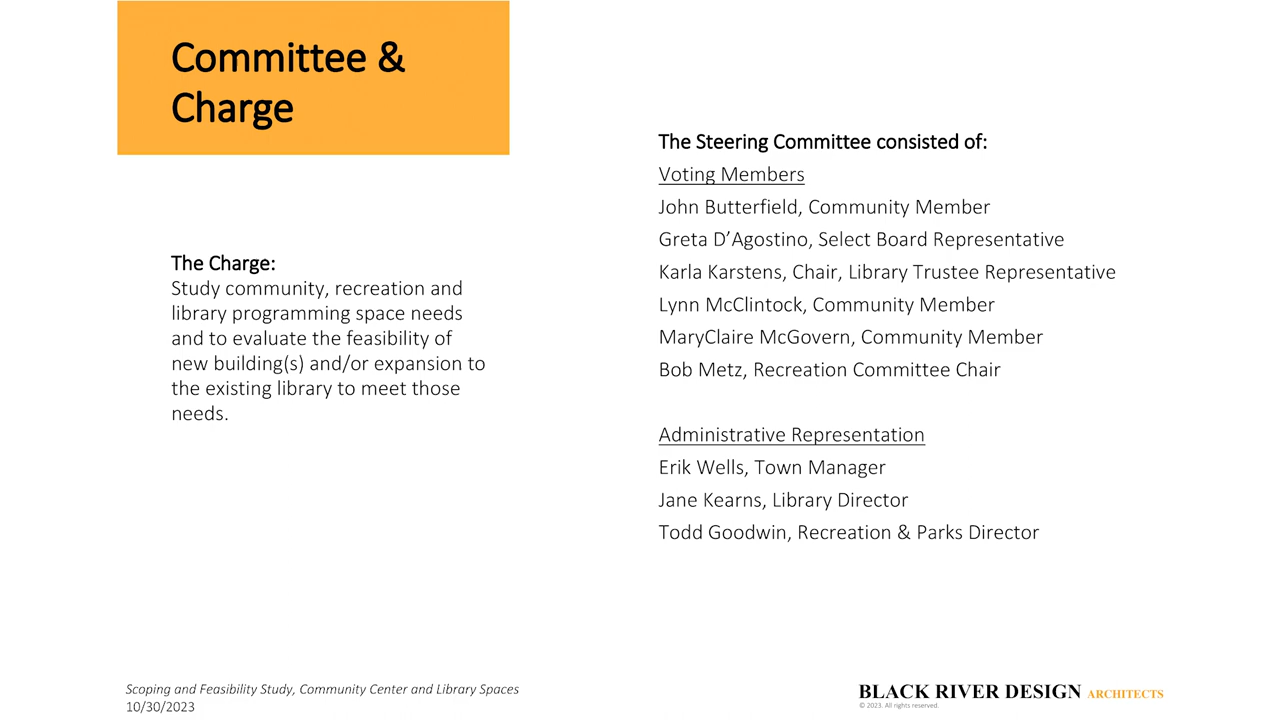 Committee &
Charge
The Charge:
Study community, recreation and
library programming space needs
and to evaluate the feasibility of
new building(s) and/or expansion to
the existing library to meet those
needs.
The Steering Committee consisted of:
Voting Members
John Butterfield, Community Member
Greta D’Agostino, Select Board Representative
Karla Karstens, Chair, Library Trustee Representative
Lynn McClintock, Community Member
MaryClaire McGovern, Community Member
Bob Metz, Recreation Committee Chair
Administrative Representation
Erik Wells, Town Manager
Jane Kearns, Library Director
Todd Goodwin, Recreation & Parks Director
Scoping and Feasibility Study, Community Center and Library Spaces
10/30/2023
BLACK RIVER DESIGN ARCHITECTS
© 2023. All rights reserved.